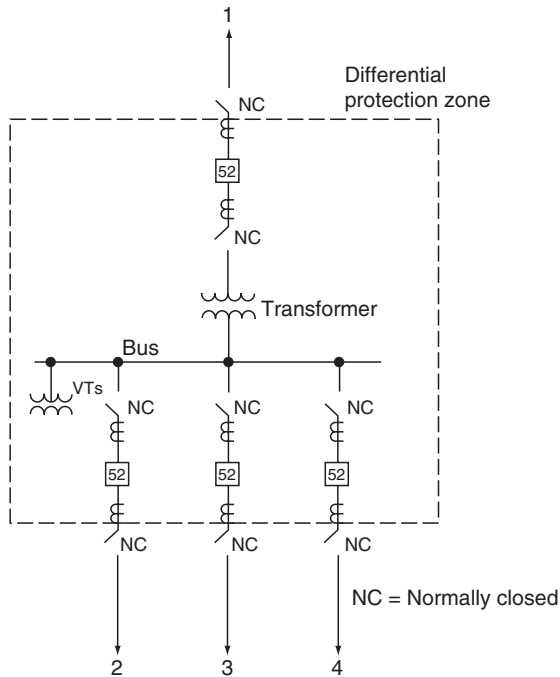 1
Differential
protection zone
NC
52
NC
Transformer
Bus
VTs
NC
NC
NC
52
52
52
NC
NC
NC
NC = Normally closed
2
3
4